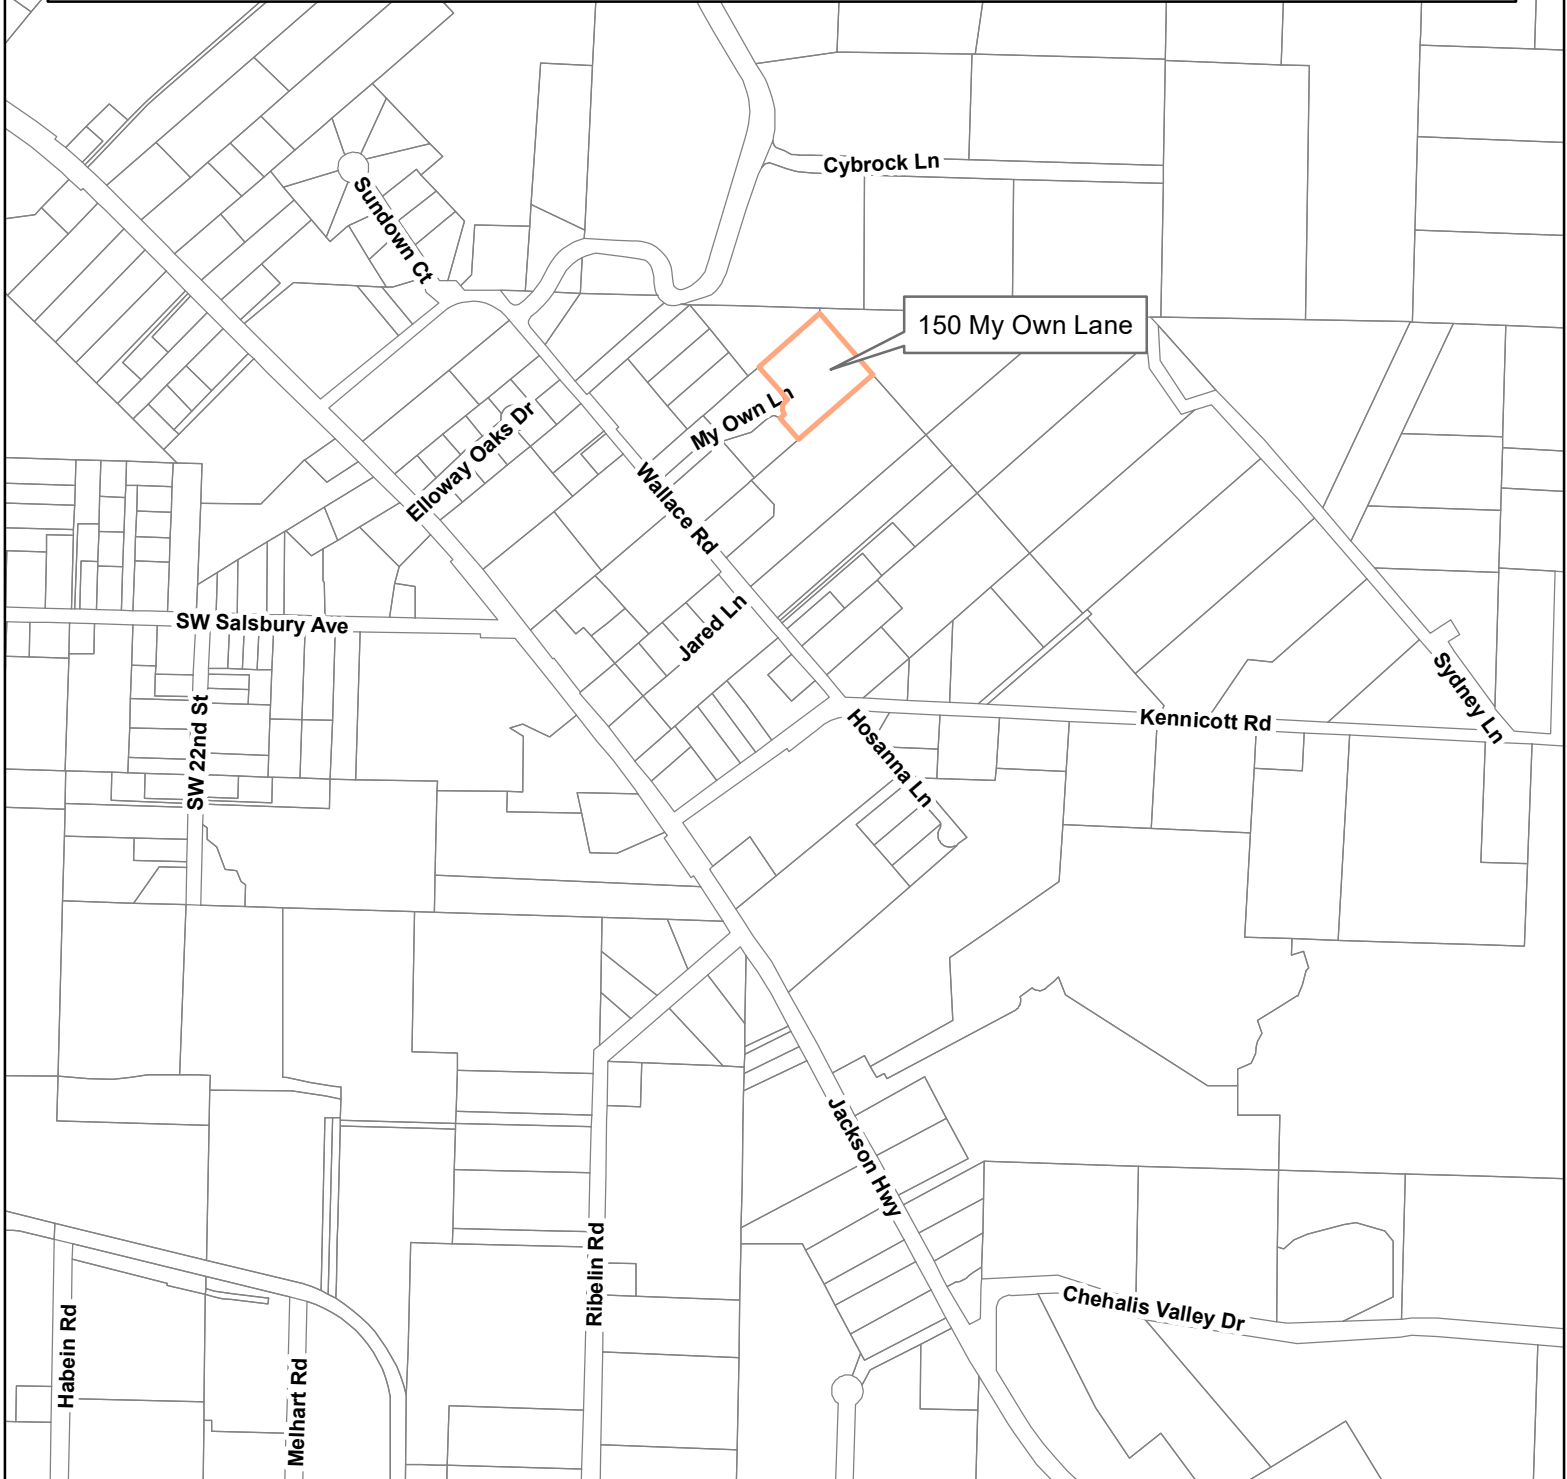 Cybrock Ln
Sundown Ct
150 My Own Lane
My Own Ln
Elloway Oaks Dr
Wallace Rd
SW Salsbury Ave
Jared Ln
Sydney Ln
SW 22nd St
Hosanna Ln
Kennicott Rd
Jackson Hwy
Ribelin Rd
Chehalis Valley Dr
Habein Rd
Melhart Rd